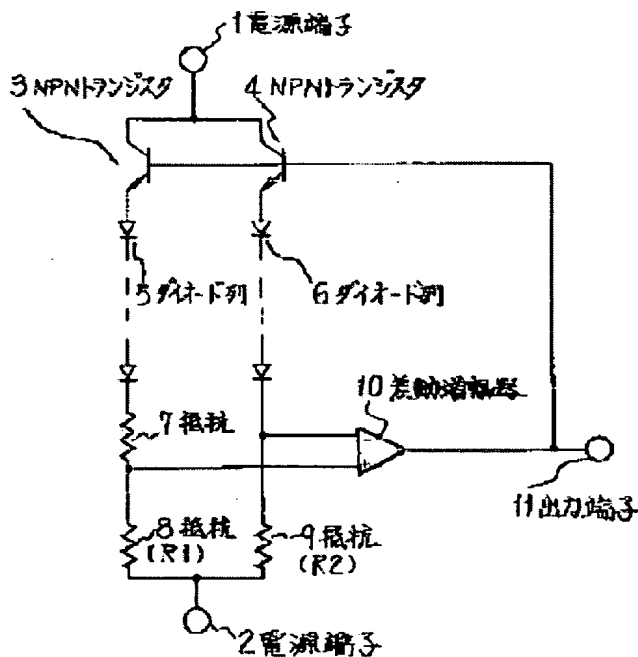 1電源端子
3 NPNトランジスタ
4 NPNトランジスタ
5 ダイオード列
6 ダイオード列
10 差動増幅器
7 抵抗
11出力端子
8 抵抗
(R1)
9 抵抗
(R2)
2電源端子
-
+